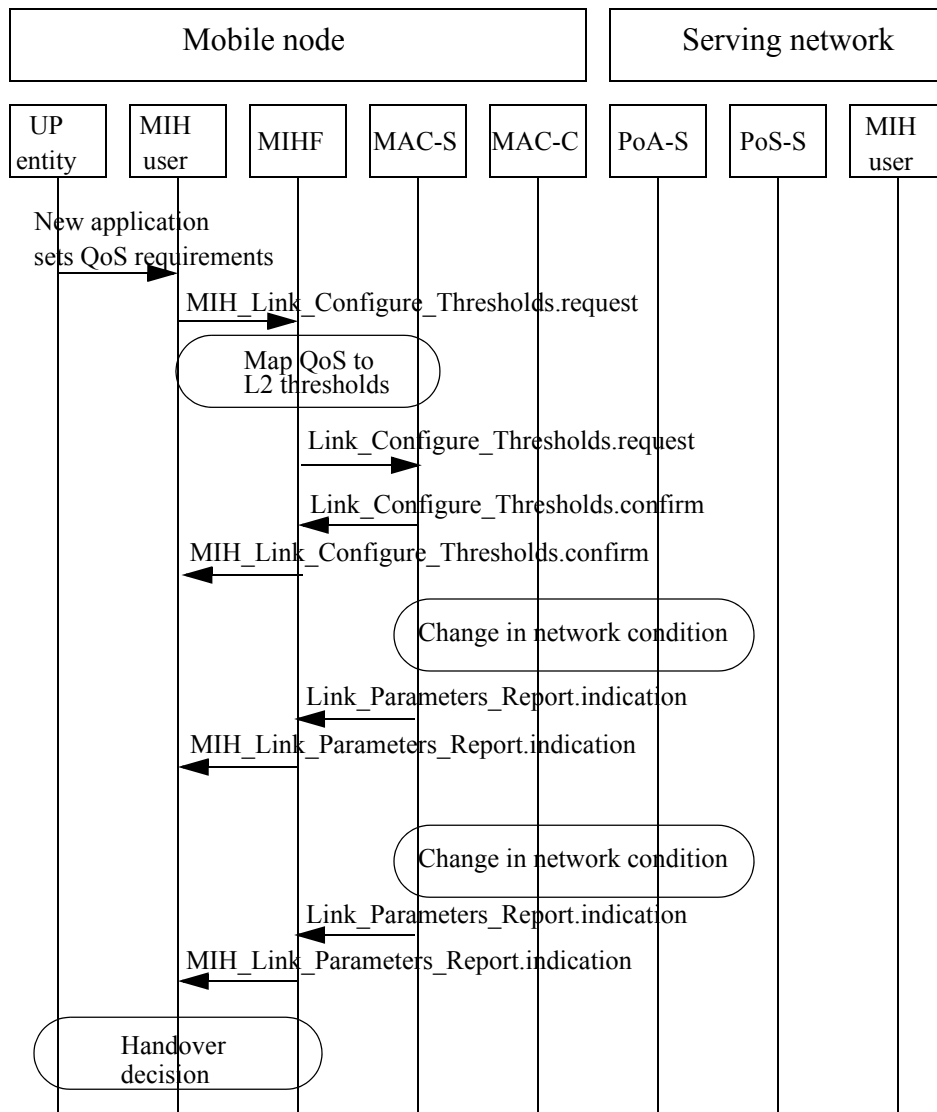 Mobile node
Serving network
UP
entity
MIH
user
MIHF
MAC-S
MAC-C
PoA-S
PoS-S
MIH
user
New application
sets QoS requirements
MIH_Link_Configure_Thresholds.request
Map QoS to
L2 thresholds
Link_Configure_Thresholds.request
Link_Configure_Thresholds.confirm
MIH_Link_Configure_Thresholds.confirm
Change in network condition
Link_Parameters_Report.indication
MIH_Link_Parameters_Report.indication
Change in network condition
Link_Parameters_Report.indication
MIH_Link_Parameters_Report.indication
Handover
decision